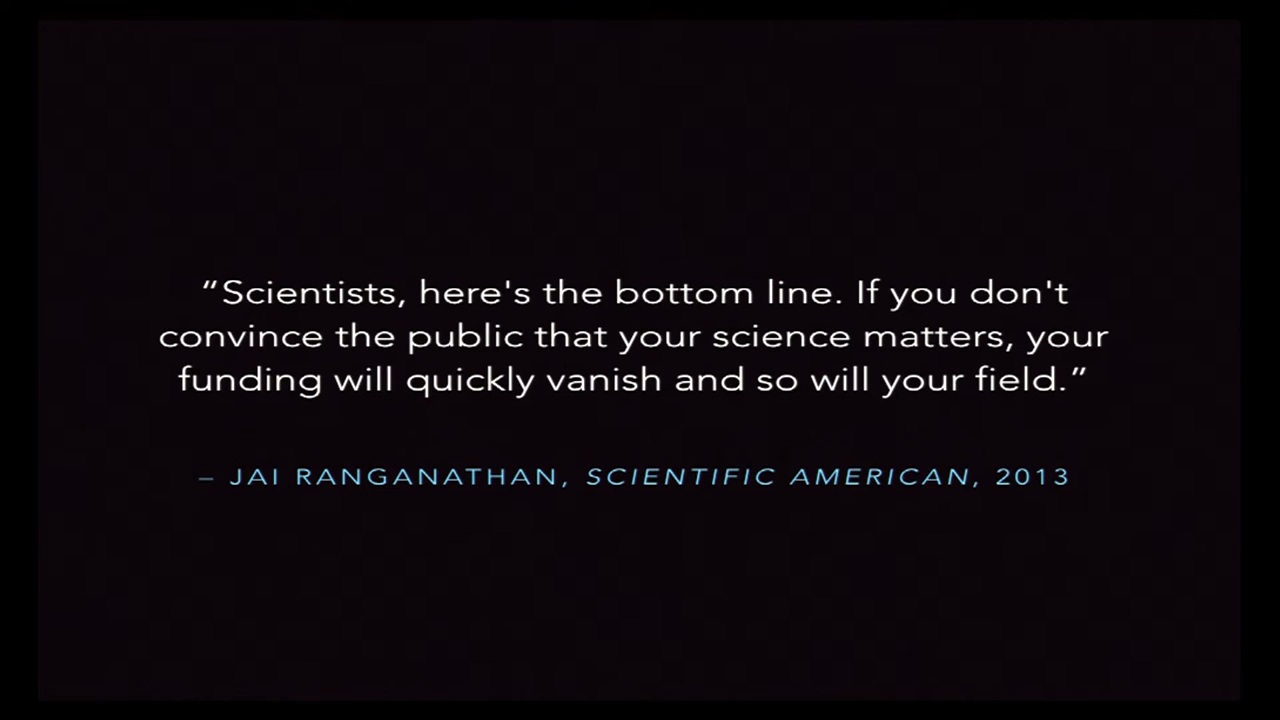 “Scientists, here's the bottom line. If you don't
convince the public that your science matters, your
funding will quickly vanish and so will your field.”
– JAI RANGANATHAN, SCIENTIFIC AMERICAN, 2013